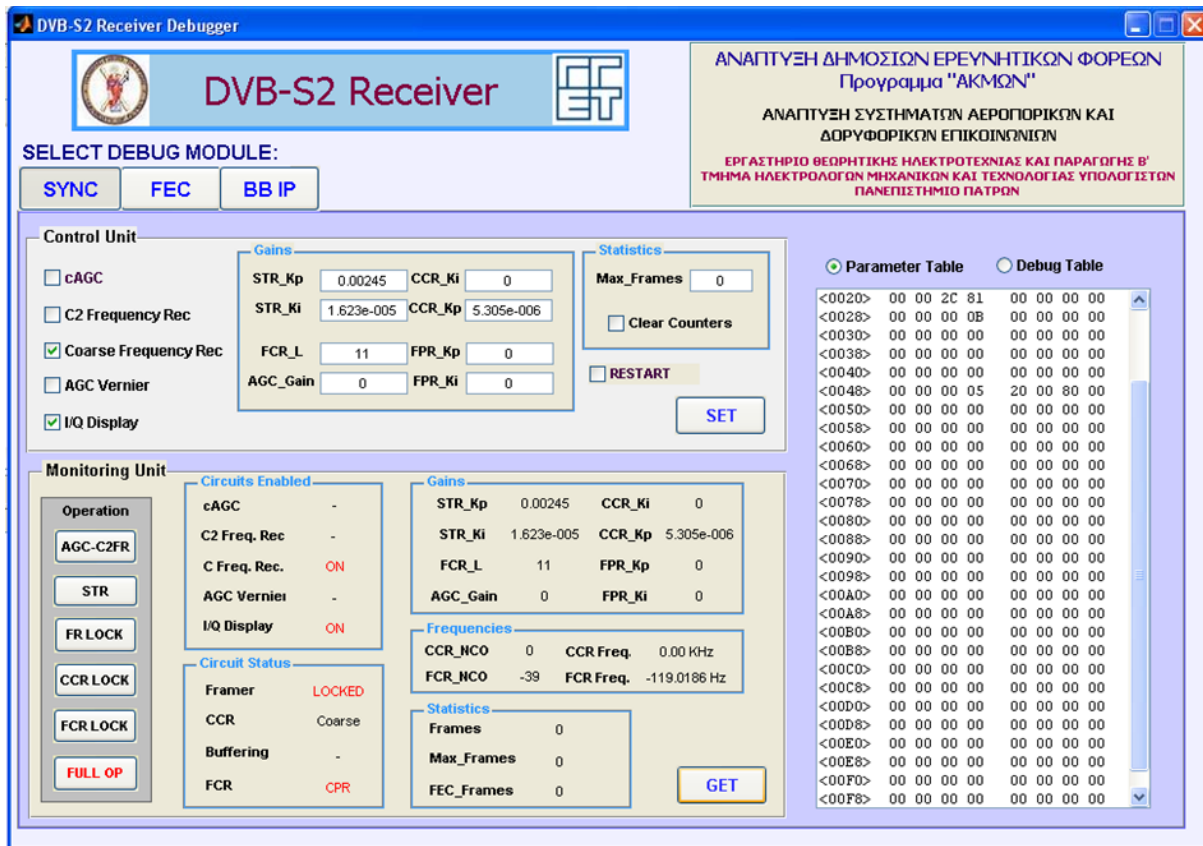 DVB-S2 Receiver Debugger
DVB-S2 Receiver
ΑΝΑΠΤΥΞΗ ΔΗΜΟΣΙΩΝ ΕΡΕΥΝΗΤΙΚΩΝ ΦΟΡΕΩΝ
Προγραμμα "ΑΚΜΩΝ"
ΑΝΑΠΤΥΞΗ ΣΥΣΤΗΜΑΤΩΝ ΑΕΡΟΠΟΡΙΚΩΝ ΚΑΙ
ΔΟΡΥΦΟΡΙΚΩΝ ΕΠΙΚΟΙΝΩΝΙΩΝ
ΕΡΓΑΣΤΗΡΙΟ ΘΕΩΡΗΤΙΚΗΣ ΗΛΕΚΤΡΟΤΕΧΝΙΑΣ ΚΑΙ ΠΑΡΑΓΩΓΗΣ Β'
ΤΜΗΜΑ ΗΛΕΚΤΡΟΛΟΓΩΝ ΜΗΧΑΝΙΚΩΝ ΚΑΙ ΤΕΧΝΟΛΟΓΙΑΣ ΥΠΟΛΟΓΙΣΤΩΝ
ΠΑΝΕΠΙΣΤΗΜΙΟ ΠΑΤΡΩΝ
SELECT DEBUG MODULE:
SYNC FEC BB IP
Control Unit
cAGC
C2 Frequency Rec
Coarse Frequency Rec
AGC Vernier
I/Q Display
Gains
STR_Kp 0.00245 CCR_Ki 0
STR_Ki 1.623e-005 CCR_Kp 5.305e-006
FCR_L 11 FPR_Kp 0
AGC_Gain 0 FPR_Ki 0
Statistics
Max_Frames 0
Clear Counters
RESTART
SET
Monitoring Unit
Operation
AGC-C2FR
STR
FR LOCK
CCR LOCK
FCR LOCK
FULL OP
Circuits Enabled
cAGC -
C2 Freq. Rec -
C Freq. Rec. ON
AGC Vernier -
I/Q Display ON
Circuit Status
Framer LOCKED
CCR Coarse
Buffering -
FCR CPR
Gains
STR_Kp 0.00245 CCR_Ki 0
STR_Ki 1.623e-005 CCR_Kp 5.305e-006
FCR_L 11 FPR_Kp 0
AGC_Gain 0 FPR_Ki 0
Frequencies
CCR_NCO 0 CCR Freq. 0.00 KHz
FCR_NCO -39 FCR Freq. -119.0186 Hz
Statistics
Frames 0
Max_Frames 0
FEC_Frames 0
GET
Parameter Table Debug Table
<0020> 00 00 2C 81 00 00 00 00
<0028> 00 00 00 0B 00 00 00 00
<0030> 00 00 00 00 00 00 00 00
<0038> 00 00 00 00 00 00 00 00
<0040> 00 00 00 00 00 00 00 00
<0048> 00 00 00 05 20 00 80 00
<0050> 00 00 00 00 00 00 00 00
<0058> 00 00 00 00 00 00 00 00
<0060> 00 00 00 00 00 00 00 00
<0068> 00 00 00 00 00 00 00 00
<0070> 00 00 00 00 00 00 00 00
<0078> 00 00 00 00 00 00 00 00
<0080> 00 00 00 00 00 00 00 00
<0088> 00 00 00 00 00 00 00 00
<0090> 00 00 00 00 00 00 00 00
<0098> 00 00 00 00 00 00 00 00
<00A0> 00 00 00 00 00 00 00 00
<00A8> 00 00 00 00 00 00 00 00
<00B0> 00 00 00 00 00 00 00 00
<00B8> 00 00 00 00 00 00 00 00
<00C0> 00 00 00 00 00 00 00 00
<00C8> 00 00 00 00 00 00 00 00
<00D0> 00 00 00 00 00 00 00 00
<00D8> 00 00 00 00 00 00 00 00
<00E0> 00 00 00 00 00 00 00 00
<00E8> 00 00 00 00 00 00 00 00
<00F0> 00 00 00 00 00 00 00 00
<00F8> 00 00 00 00 00 00 00 00